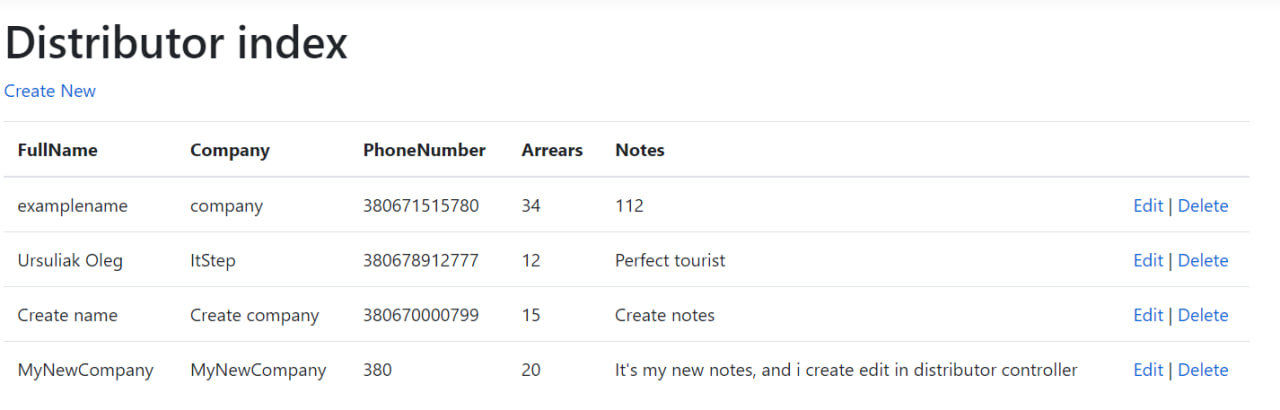 Distributor index
Create New
FullName Company PhoneNumber Arrears Notes
examplename company 380671515780 34 112 Edit | Delete
Ursuliak Oleg ItStep 380678912777 12 Perfect tourist Edit | Delete
Create name Create company 380670000799 15 Create notes Edit | Delete
MyNewCompany MyNewCompany 380 20 It's my new notes, and i create edit in distributor controller Edit | Delete